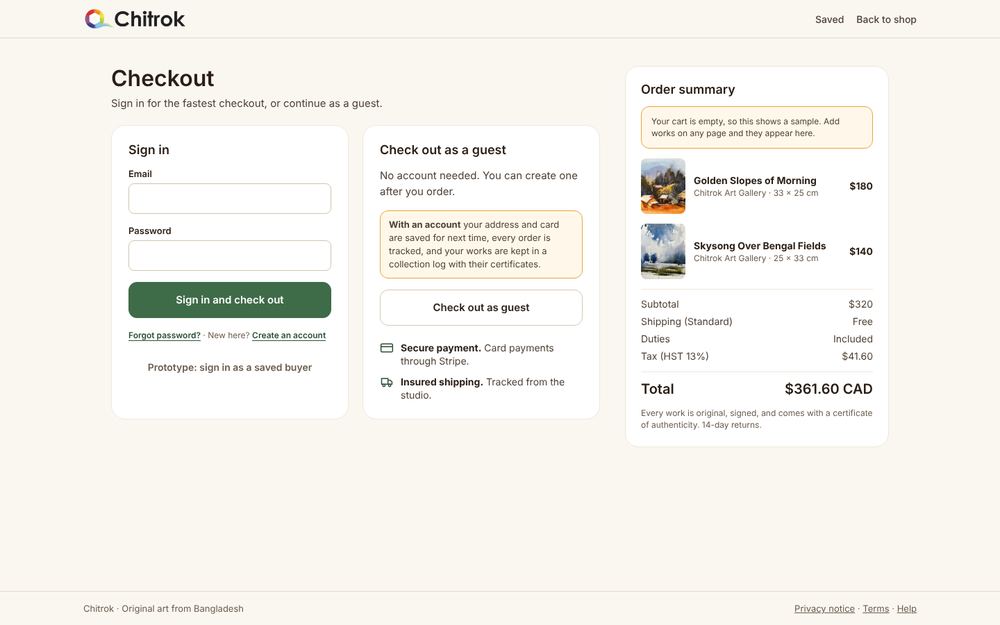 Chitrok
Saved
Back to shop
Checkout
Sign in for the fastest checkout, or continue as a guest.
Sign in
Email
Password
Sign in and check out
Forgot password? · New here? Create an account
Prototype: sign in as a saved buyer
Check out as a guest
No account needed. You can create one
after you order.
With an account your address and card
are saved for next time, every order is
tracked, and your works are kept in a
collection log with their certificates.
Check out as guest
Secure payment. Card payments
through Stripe.
Insured shipping. Tracked from the
studio.
Order summary
Your cart is empty, so this shows a sample. Add
works on any page and they appear here.
Golden Slopes of Morning
Chitrok Art Gallery · 33 × 25 cm
$180
Skysong Over Bengal Fields
Chitrok Art Gallery · 25 × 33 cm
$140
Subtotal $320
Shipping (Standard) Free
Duties Included
Tax (HST 13%) $41.60
Total $361.60 CAD
Every work is original, signed, and comes with a certificate
of authenticity. 14-day returns.
Chitrok · Original art from Bangladesh
Privacy notice · Terms · Help